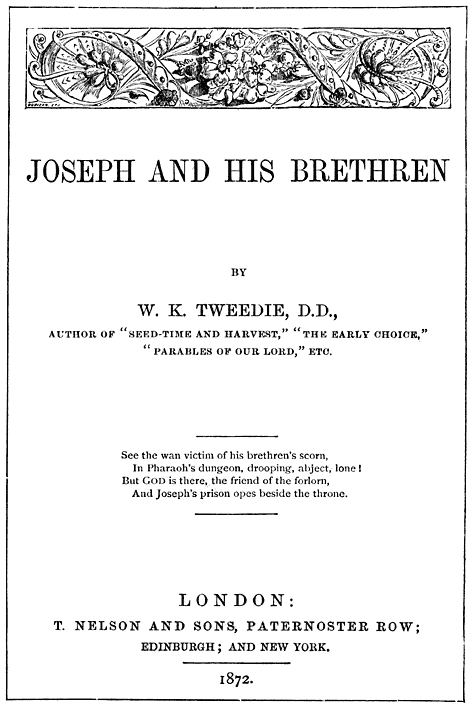 JOSEPH AND HIS BRETHREN
BY
W. K. TWEEDIE, D.D.,
AUTHOR OF "SEED-TIME AND HARVEST," "THE EARLY CHOICE,"
"PARABLES OF OUR LORD," ETC.
See the wan victim of his brethren's scorn,
In Pharaoh's dungeon, drooping, abject, lone!
But GOD is there, the friend of the forlorn,
And Joseph's prison opes beside the throne.
LONDON:
T. NELSON AND SONS, PATERNOSTER ROW;
EDINBURGH; AND NEW YORK.
1872.